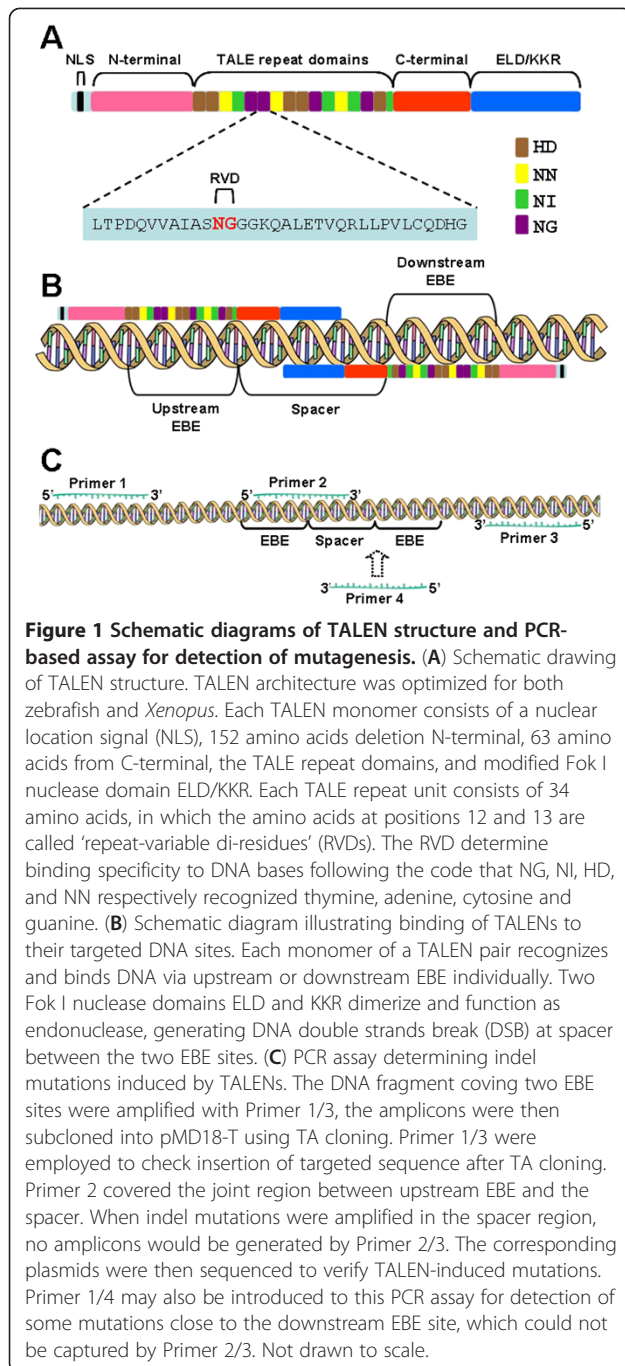 A
NLS N-terminal TALE repeat domains C-terminal ELD/KKR
RVD
HD
NN
NI
NG
LTPDQVVAIASNGGGKQALETVQRLLPVLCQDHG
Downstream
EBE
B
Upstream
EBE
Spacer
C
Primer 1 Primer 2
5’ 3’ 5’ 3’
EBE Spacer EBE
3’ 5’
Primer 3
3’ 5’
Primer 4
Figure 1 Schematic diagrams of TALEN structure and PCR-
based assay for detection of mutagenesis. (A) Schematic drawing
of TALEN structure. TALEN architecture was optimized for both
zebrafish and Xenopus. Each TALEN monomer consists of a nuclear
location signal (NLS), 152 amino acids deletion N-terminal, 63 amino
acids from C-terminal, the TALE repeat domains, and modified Fok I
nuclease domain ELD/KKR. Each TALE repeat unit consists of 34
amino acids, in which the amino acids at positions 12 and 13 are
called ‘repeat-variable di-residues’ (RVDs). The RVD determine
binding specificity to DNA bases following the code that NG, NI, HD,
and NN respectively recognized thymine, adenine, cytosine and
guanine. (B) Schematic diagram illustrating binding of TALENs to
their targeted DNA sites. Each monomer of a TALEN pair recognizes
and binds DNA via upstream or downstream EBE individually. Two
Fok I nuclease domains ELD and KKR dimerize and function as
endonuclease, generating DNA double strands break (DSB) at spacer
between the two EBE sites. (C) PCR assay determining indel
mutations induced by TALENs. The DNA fragment coving two EBE
sites were amplified with Primer 1/3, the amplicons were then
subcloned into pMD18-T using TA cloning. Primer 1/3 were
employed to check insertion of targeted sequence after TA cloning.
Primer 2 covered the joint region between upstream EBE and the
spacer. When indel mutations were amplified in the spacer region,
no amplicons would be generated by Primer 2/3. The corresponding
plasmids were then sequenced to verify TALEN-induced mutations.
Primer 1/4 may also be introduced to this PCR assay for detection of
some mutations close to the downstream EBE site, which could not
be captured by Primer 2/3. Not drawn to scale.